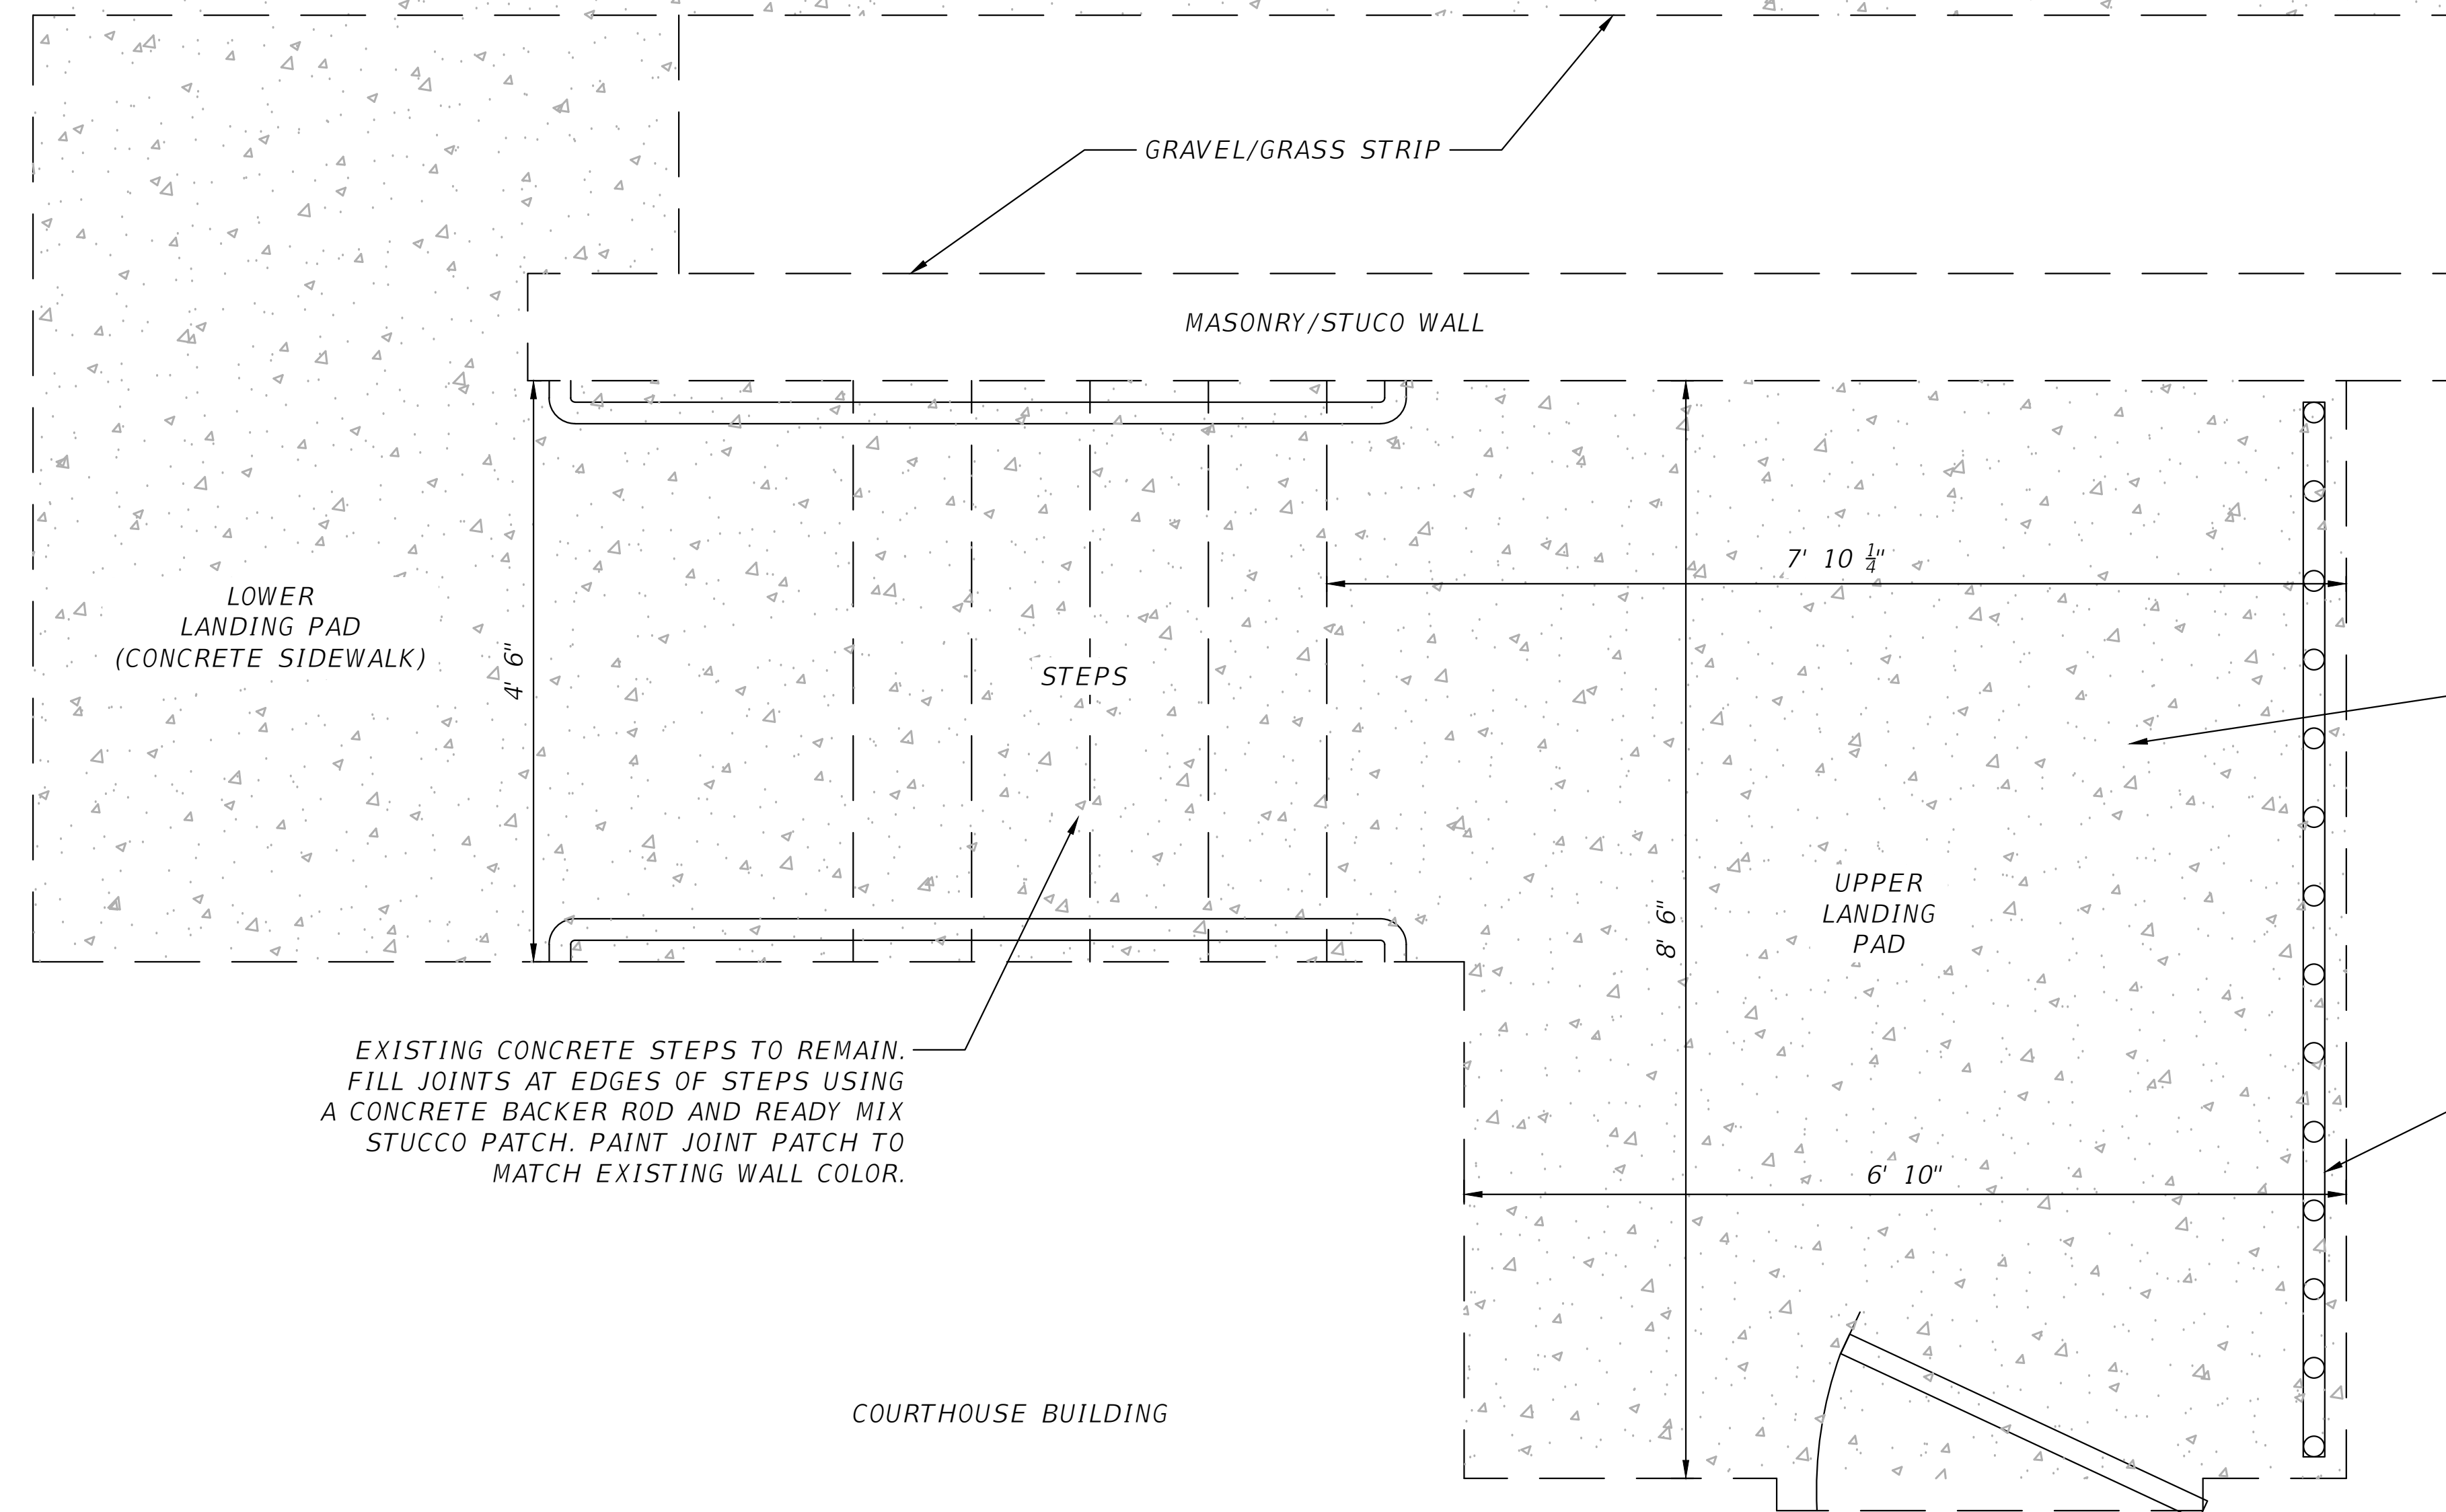 GRAVEL/GRASS STRIP
MASONRY/STUCO WALL
7' 10 1/4"
LOWER
LANDING PAD
(CONCRETE SIDEWALK)
4' 6"
STEPS
UPPER
LANDING
PAD
8' 6"
EXISTING CONCRETE STEPS TO REMAIN.
FILL JOINTS AT EDGES OF STEPS USING
A CONCRETE BACKER ROD AND READY MIX
STUCCO PATCH. PAINT JOINT PATCH TO
MATCH EXISTING WALL COLOR.
6' 10"
COURTHOUSE BUILDING